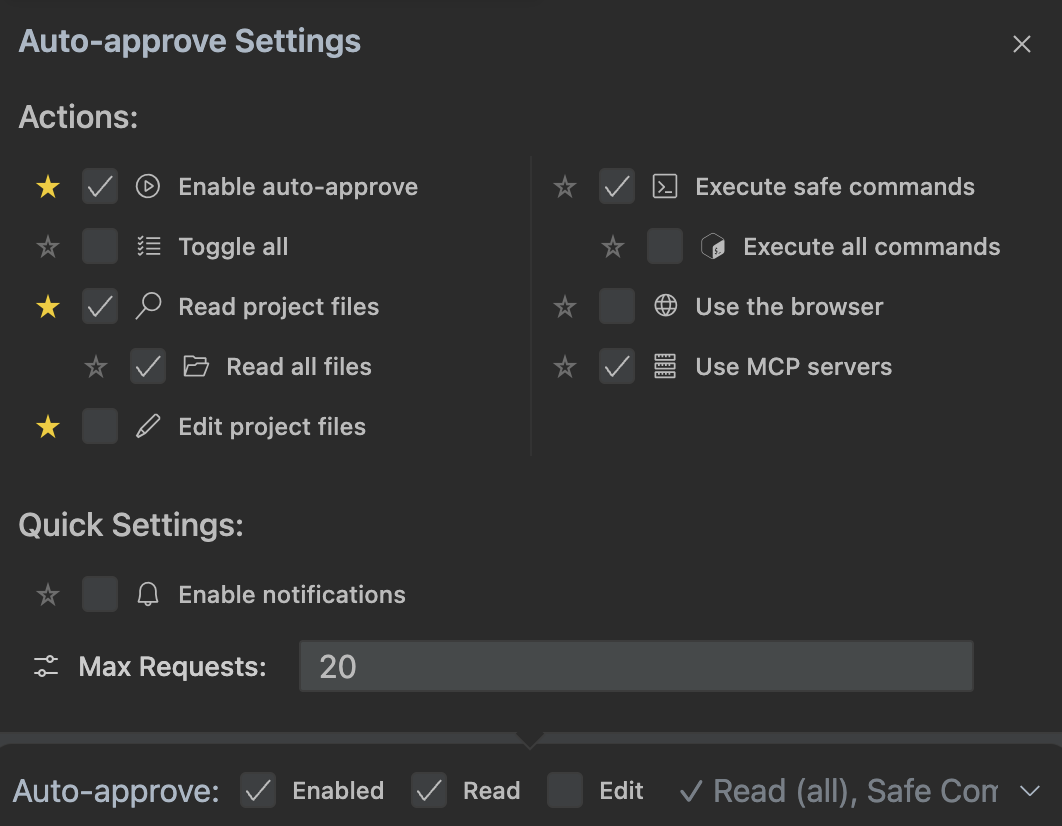 Auto-approve Settings
Actions:
Enable auto-approve
Toggle all
Read project files
Read all files
Edit project files
Execute safe commands
Execute all commands
Use the browser
Use MCP servers
Quick Settings:
Enable notifications
Max Requests: 20
Auto-approve: Enabled Read Edit Read (all), Safe Com